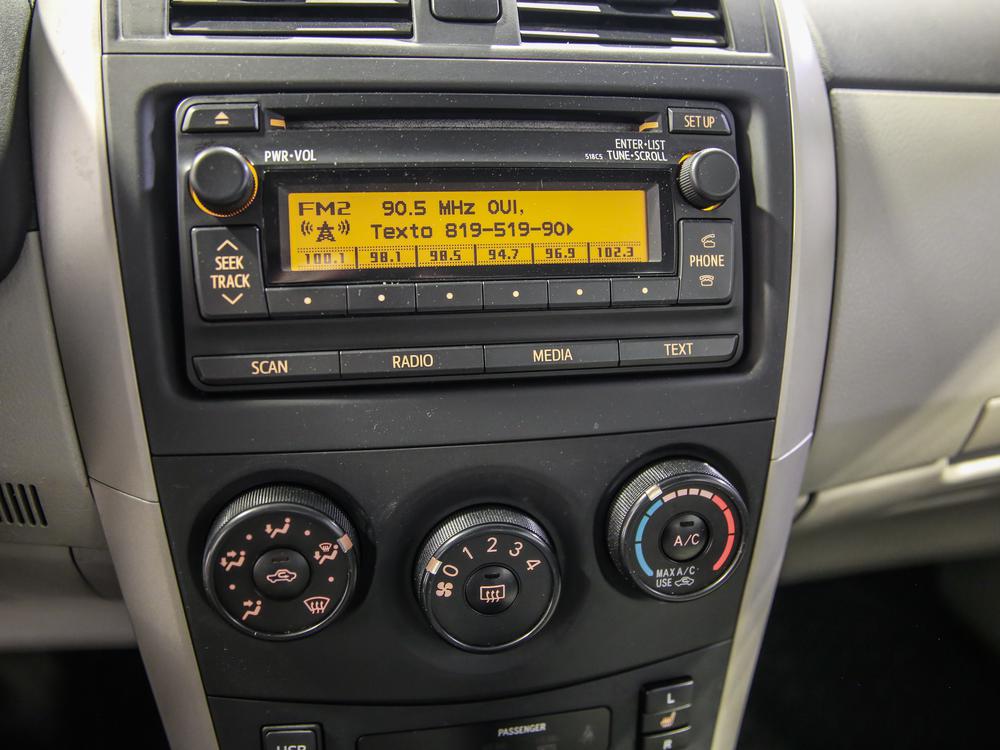 SET UP
PWR•VOL
ENTER•LIST
518C5 TUNE•SCROLL
FM2 90.5 MHz OUI,
Texto 819-519-90
100.1 98.1 98.5 94.7 96.9 102.3
SEEK
TRACK
PHONE
SCAN RADIO MEDIA TEXT
0 1 2 3 4
A/C
MAX A/C
USE
PASSENGER
L
R